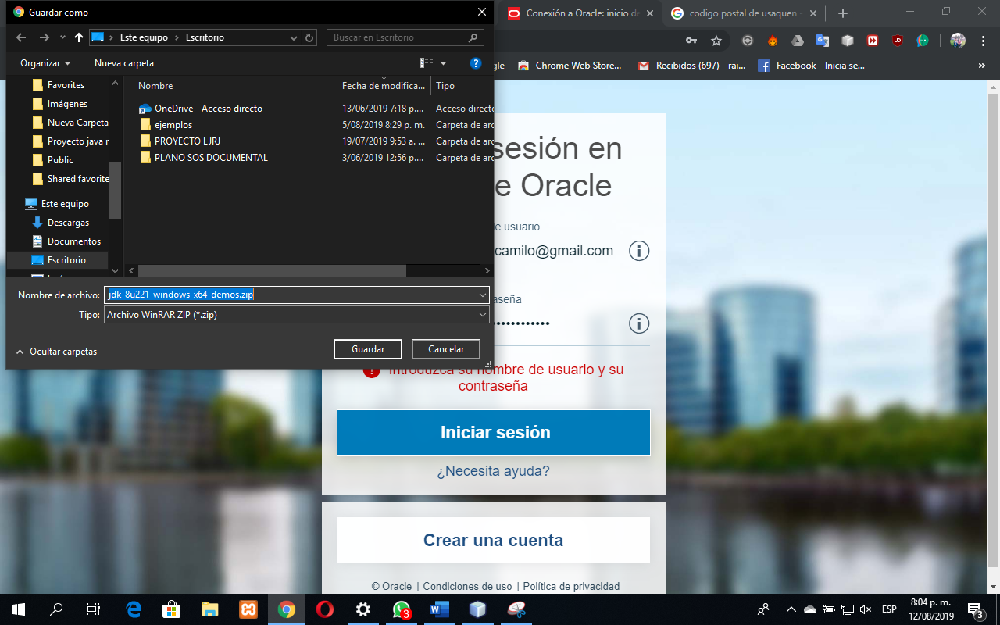 Guardar como
Conexión a Oracle: inicio de
codigo postal de usaquen -
Este equipo
Escritorio
Buscar en Escritorio
Organizar
Nueva carpeta
gle
Chrome Web Store...
Recibidos (697) - rai...
Facebook - Inicia se...
»
Favorites
Imágenes
Nueva Carpeta
Proyecto java r
Public
Shared favorite
Este equipo
Descargas
Documentos
Escritorio
Nombre
Fecha de modifica...
Tipo
OneDrive - Acceso directo
13/06/2019 7:18 p....
Acceso directo
ejemplos
5/08/2019 8:29 p. m.
Carpeta de arc
PROYECTO LJRJ
19/07/2019 9:53 a. ...
Carpeta de arc
PLANO SOS DOCUMENTAL
3/06/2019 12:56 p....
Carpeta de arc
Nombre de archivo:
jdk-8u221-windows-x64-demos.zip
Tipo:
Archivo WinRAR ZIP (*.zip)
Ocultar carpetas
Guardar
Cancelar
sesión en
e Oracle
de usuario
camilo@gmail.com
aseña
Introduzca su nombre de usuario y su
contraseña
Iniciar sesión
¿Necesita ayuda?
Crear una cuenta
© Oracle | Condiciones de uso | Política de privacidad
3
ESP
8:04 p. m.
12/08/2019
3